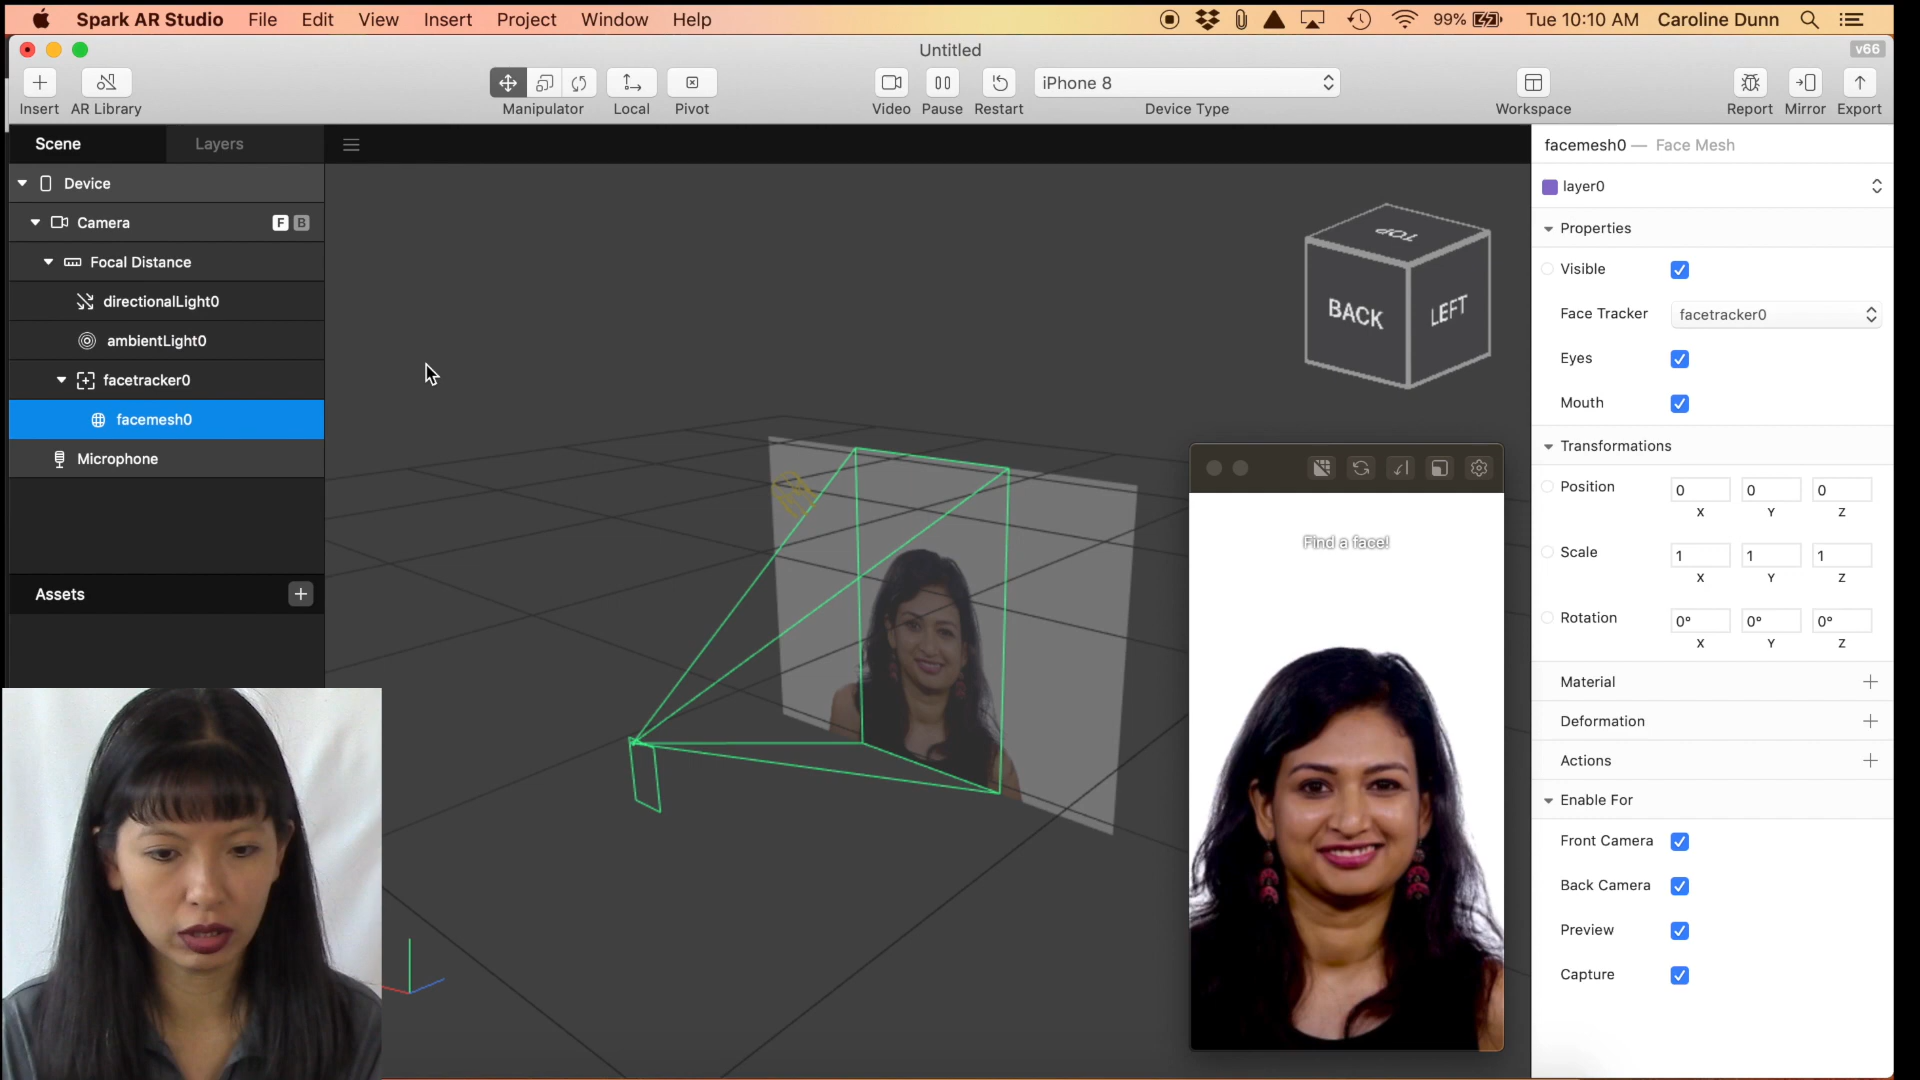 Spark AR Studio File Edit View Insert Project Window Help 99% Tue 10:10 AM Caroline Dunn
Untitled v66
Insert AR Library Manipulator Local Pivot Video Pause Restart iPhone 8 Device Type Workspace Report Mirror Export
Scene Layers
Device
Camera F B
Focal Distance
directionalLight0
ambientLight0
facetracker0
facemesh0
Microphone
Assets
TOP
BACK LEFT
Find a face!
facemesh0 — Face Mesh
layer0
Properties
Visible
Face Tracker facetracker0
Eyes
Mouth
Transformations
Position 0 0 0
X Y Z
Scale 1 1 1
X Y Z
Rotation 0° 0° 0°
X Y Z
Material
Deformation
Actions
Enable For
Front Camera
Back Camera
Preview
Capture